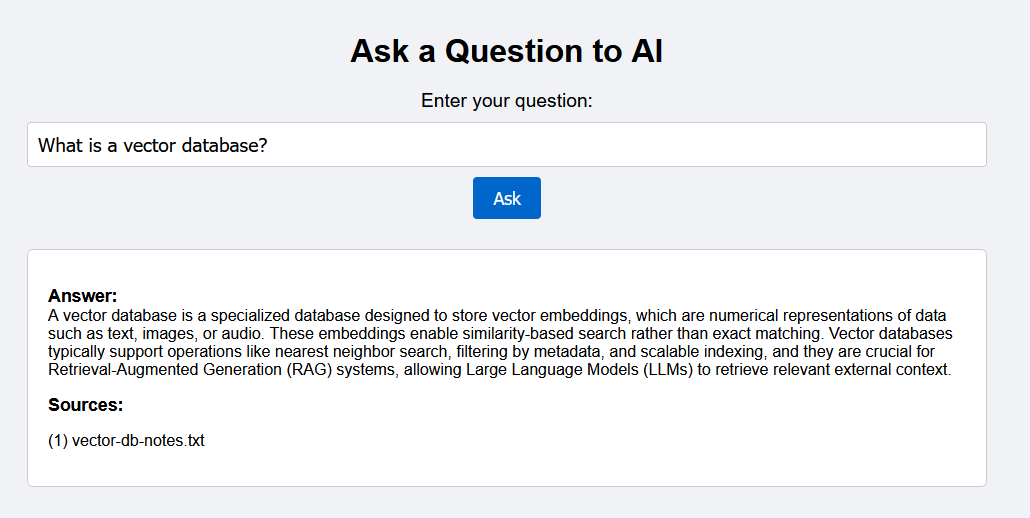 Ask a Question to AI
Enter your question:
What is a vector database?
Ask
Answer:
A vector database is a specialized database designed to store vector embeddings, which are numerical representations of data
such as text, images, or audio. These embeddings enable similarity-based search rather than exact matching. Vector databases
typically support operations like nearest neighbor search, filtering by metadata, and scalable indexing, and they are crucial for
Retrieval-Augmented Generation (RAG) systems, allowing Large Language Models (LLMs) to retrieve relevant external context.
Sources:
(1) vector-db-notes.txt